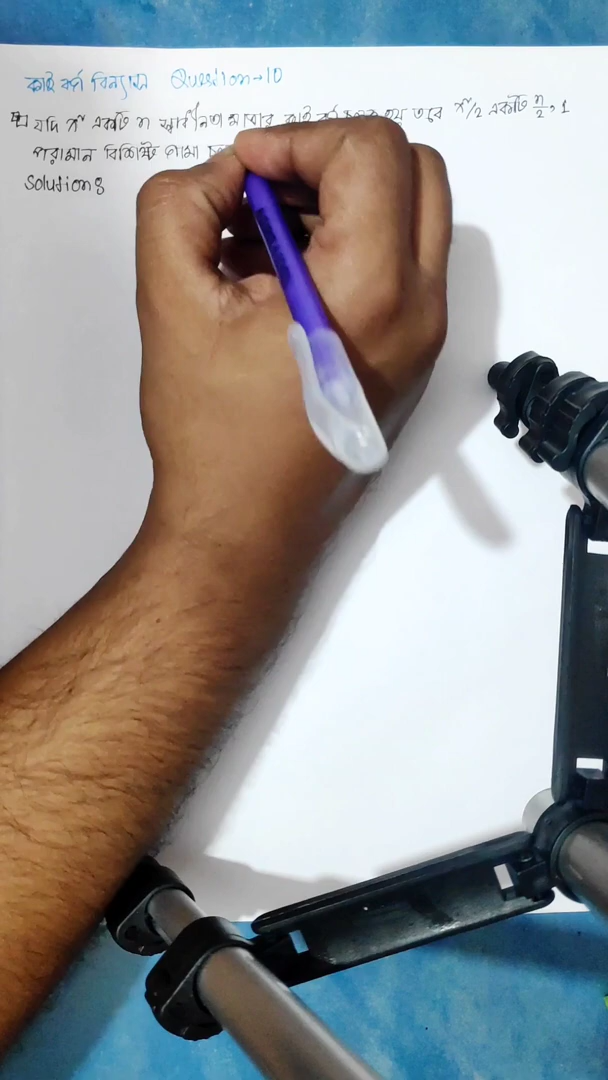 কাই বর্গ বিন্যাস Question→10
যদি x² একটি n স্বাধীনতা মাত্রার কাই বর্গ চলক হয় তবে x²/2 একটি n/2, 1
পরামান বিশিষ্ট গামা
Solution: